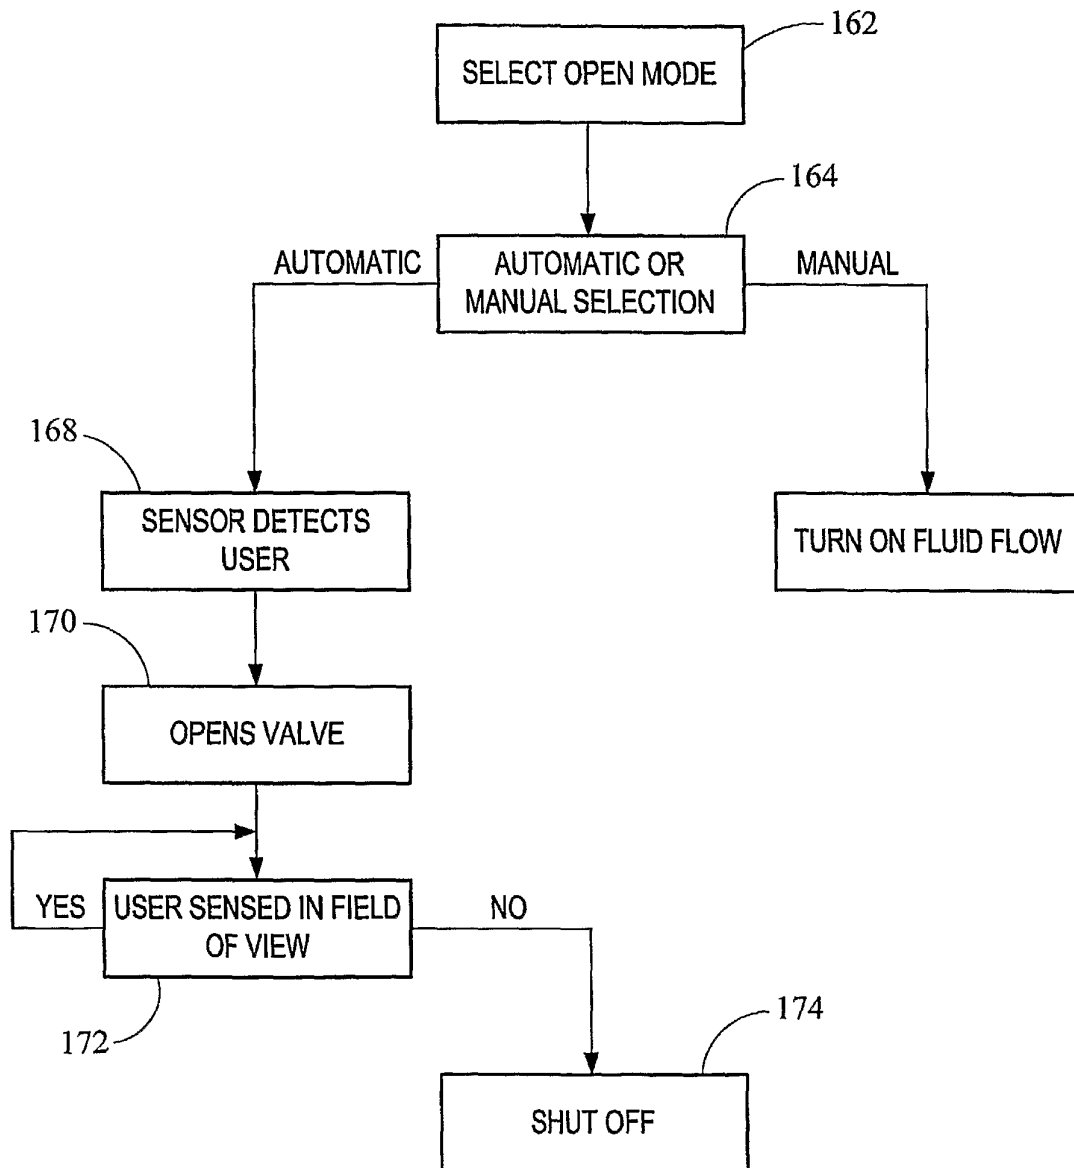 162
SELECT OPEN MODE
164
AUTOMATIC
AUTOMATIC OR
MANUAL SELECTION
MANUAL
168
SENSOR DETECTS
USER
TURN ON FLUID FLOW
170
OPENS VALVE
YES
USER SENSED IN FIELD
OF VIEW
NO
172
174
SHUT OFF